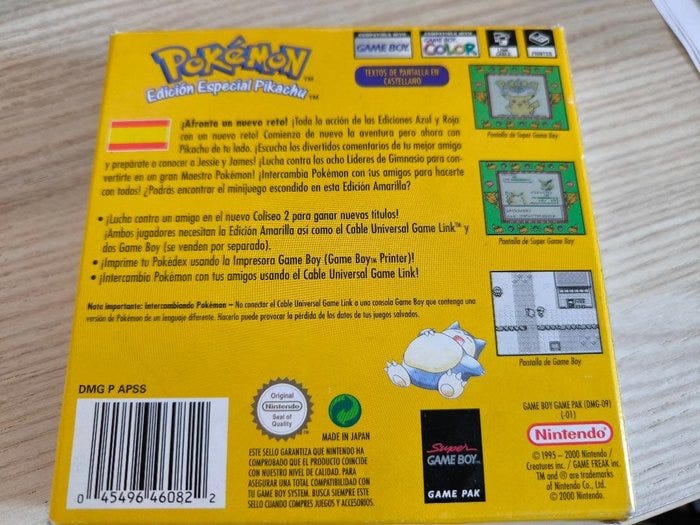 POKéMON™
Edición Especial Pikachu™
COMPATIBLE WITH
GAME BOY
COMPATIBLE WITH
GAME BOY COLOR
PRINTER
TEXTOS DE PANTALLA EN
CASTELLANO
¡Afronta un nuevo reto! ¡Toda la acción de las Ediciones Azul y Roja
con un nuevo reto! Comienza de nuevo la aventura pero ahora con
Pikachu de tu lado. ¡Escucha los divertidos comentarios de tu mejor amigo
y prepárate a conocer a Jessie y James! ¡Lucha contra los ocho Líderes de Gimnasio para con-
vertirte en un gran Maestro Pokémon! ¡Intercambia Pokémon con tus amigos para hacerte
con todos! ¿Podrás encontrar el minijuego escondido en esta Edición Amarilla?
Pantalla de Super Game Boy
• ¡Lucha contra un amigo en el nuevo Coliseo 2 para ganar nuevos títulos!
¡Ambos jugadores necesitan la Edición Amarilla así como el Cable Universal Game Link™ y
dos Game Boy (se venden por separado).
• ¡Imprime tu Pokédex usando la Impresora Game Boy (Game Boy™ Printer)!
• ¡Intercambia Pokémon con tus amigos usando el Cable Universal Game Link!
Pantalla de Super Game Boy
Nota importante: Intercambiando Pokémon – No conectar el Cable Universal Game Link a una consola Game Boy que contenga una
versión de Pokémon de un lenguaje diferente. Hacerlo puede provocar la pérdida de los datos de tus juegos salvados.
Pantalla de Game Boy
DMG P APSS
0 45496 46082 2
Original
Nintendo
Seal of
Quality
MADE IN JAPAN
ESTE SELLO GARANTIZA QUE NINTENDO HA
COMPROBADO QUE EL PRODUCTO COINCIDE
CON NUESTRO NIVEL DE CALIDAD. PARA
ASEGURAR UNA TOTAL COMPATIBILIDAD CON
TU GAME BOY SYSTEM, BUSCA SIEMPRE ESTE
SELLO CUANDO COMPRES JUEGOS Y ACCESORIOS.
Super
GAME BOY™
GAME PAK
GAME BOY GAME PAK (DMG-09)
(-01)
Nintendo
© 1995 – 2000 Nintendo /
Creatures inc. / GAME FREAK inc.
TM and ® are trademarks
of Nintendo Co., Ltd.
© 2000 Nintendo.